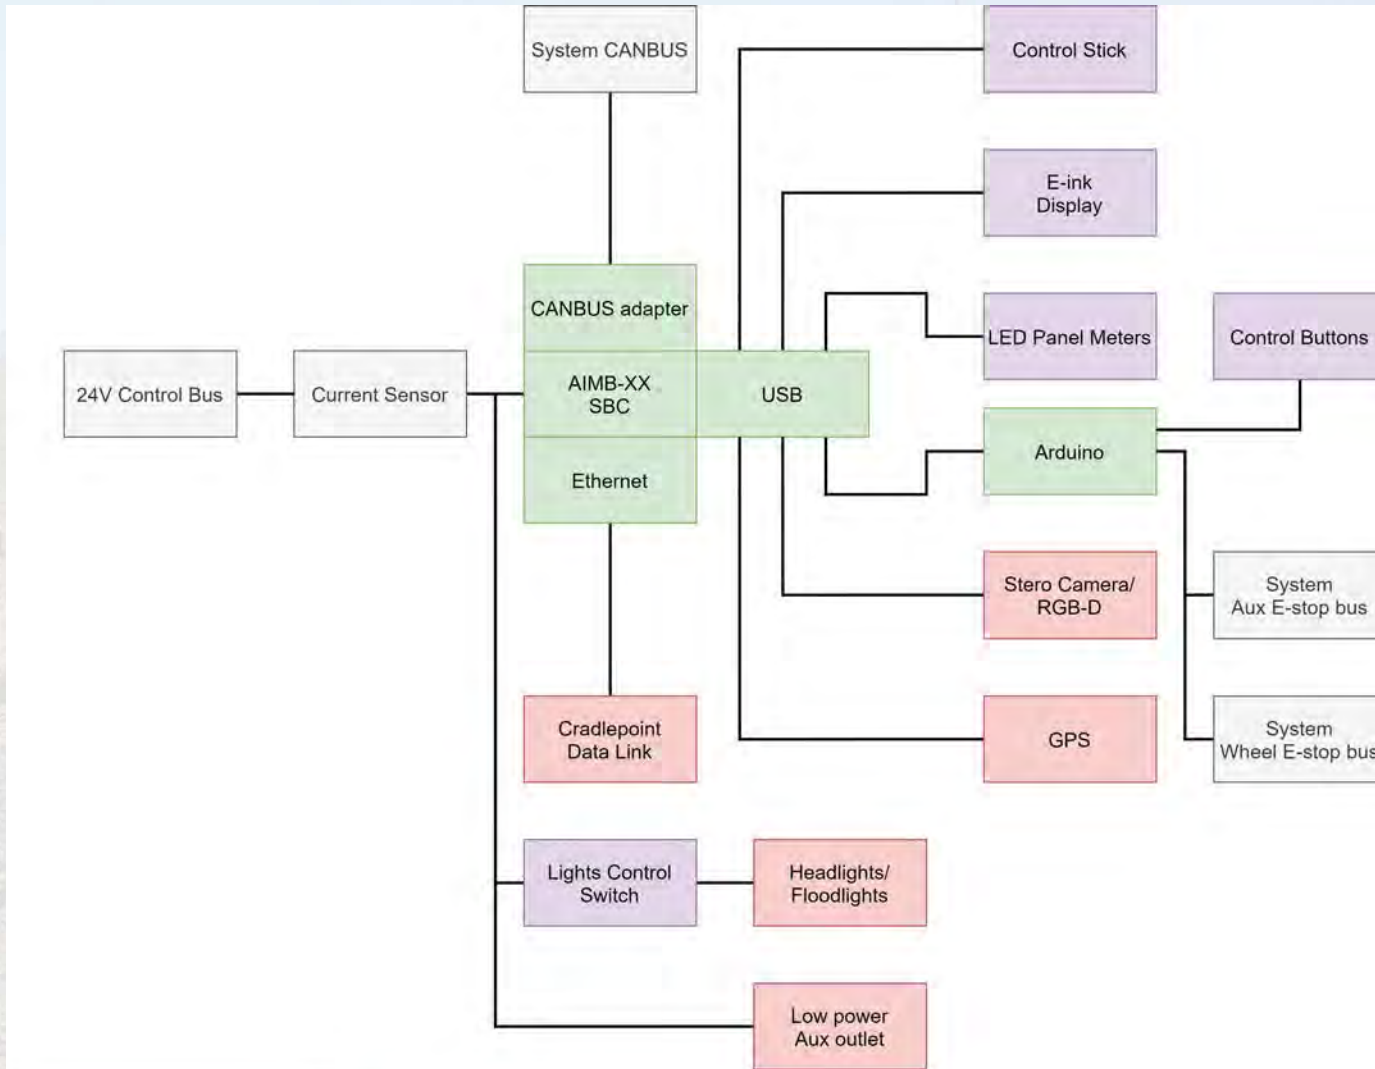 System CANBUS
Control Stick
E-ink
Display
CANBUS adapter
LED Panel Meters
Control Buttons
24V Control Bus
Current Sensor
AIMB-XX
SBC
USB
Ethernet
Arduino
Stero Camera/
RGB-D
System
Aux E-stop bus
Cradlepoint
Data Link
GPS
System
Wheel E-stop bus
Lights Control
Switch
Headlights/
Floodlights
Low power
Aux outlet